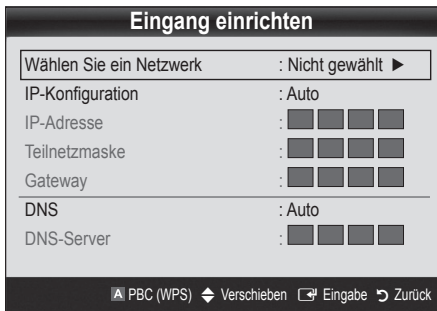 Eingang einrichten
Wählen Sie ein Netzwerk : Nicht gewählt ►
IP-Konfiguration : Auto
IP-Adresse :
Teilnetzmaske :
Gateway :
DNS : Auto
DNS-Server :
A PBC (WPS) Verschieben Eingabe Zurück